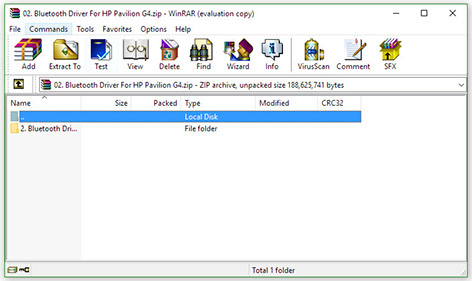 02. Bluetooth Driver For HP Pavilion G4.zip - WinRAR (evaluation copy)
File Commands Tools Favorites Options Help
Add Extract To Test View Delete Find Wizard Info VirusScan Comment SFX
02. Bluetooth Driver For HP Pavilion G4.zip - ZIP archive, unpacked size 188,625,741 bytes
Name Size Packed Type Modified CRC32
.. Local Disk
2. Bluetooth Dri... File folder
Total 1 folder